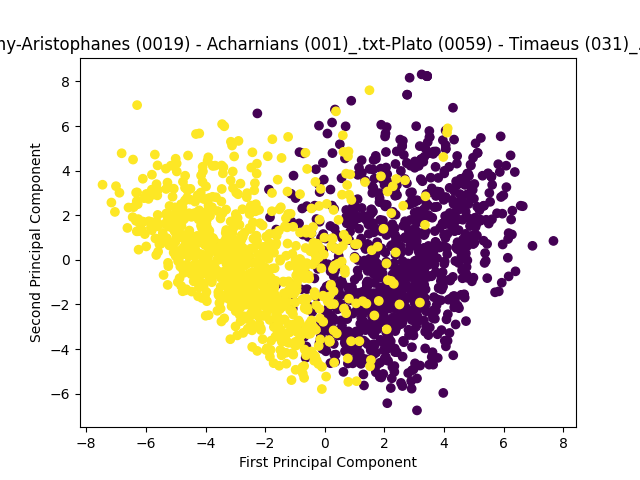 ny-Aristophanes (0019) - Acharnians (001)_.txt-Plato (0059) - Timaeus (031)_.
8
6
4
2
0
−2
−4
−6
Second Principal Component
−8 −6 −4 −2 0 2 4 6 8
First Principal Component